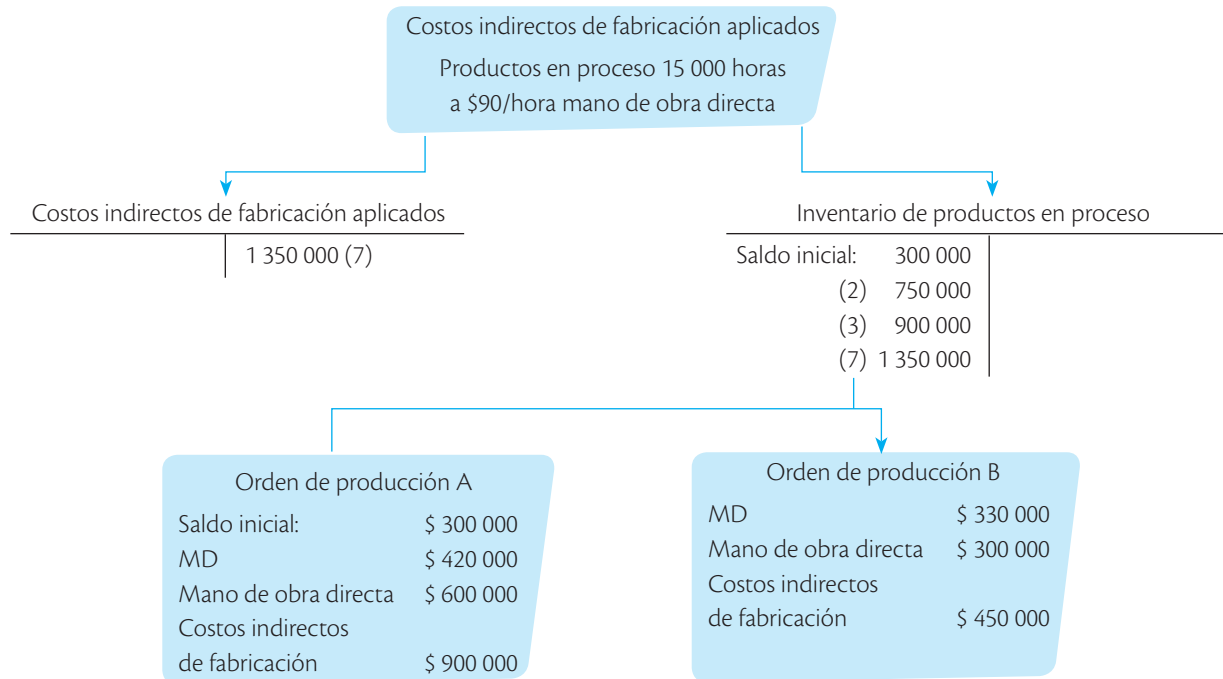 Costos indirectos de fabricación aplicados
Productos en proceso 15 000 horas
a $90/hora mano de obra directa
Costos indirectos de fabricación aplicados
1 350 000 (7)
Inventario de productos en proceso
Saldo inicial: 300 000
(2) 750 000
(3) 900 000
(7) 1 350 000
Orden de producción A
Saldo inicial: $ 300 000
MD $ 420 000
Mano de obra directa $ 600 000
Costos indirectos
de fabricación $ 900 000
Orden de producción B
MD $ 330 000
Mano de obra directa $ 300 000
Costos indirectos
de fabricación $ 450 000